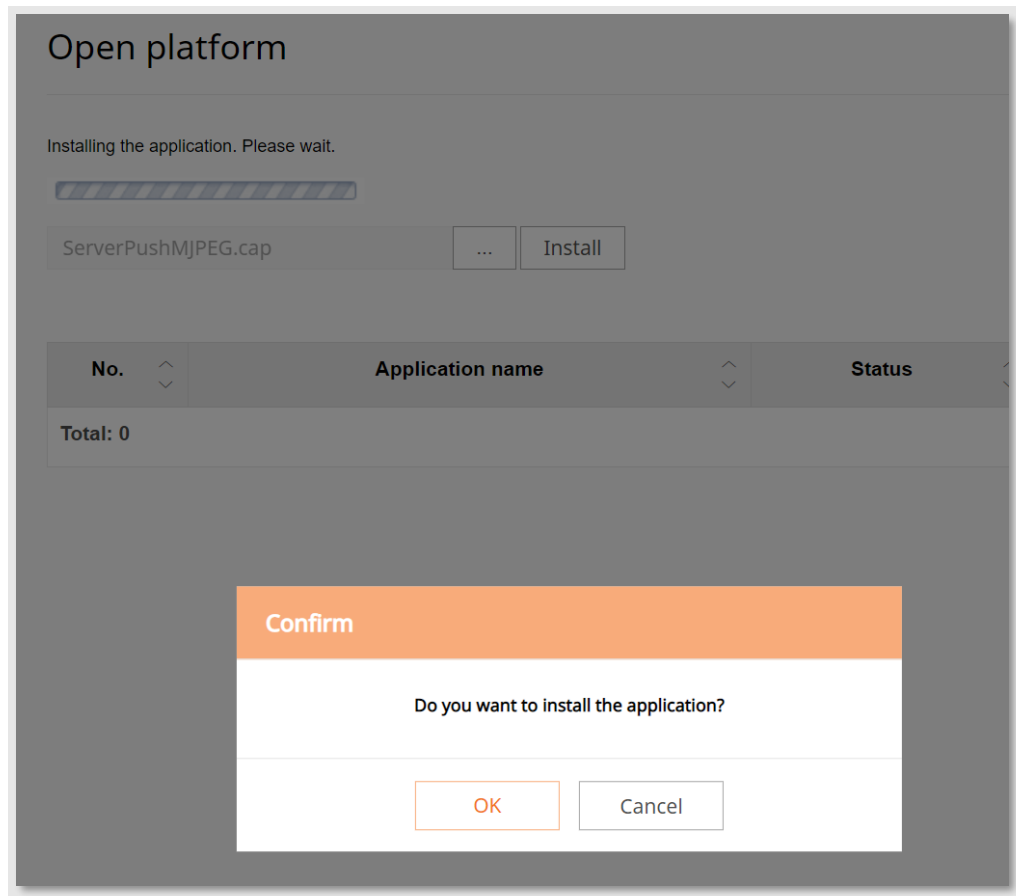 Open platform
Installing the application. Please wait.
ServerPushMJPEG.cap ... Install
No. Application name Status
Total: 0
Confirm
Do you want to install the application?
OK Cancel